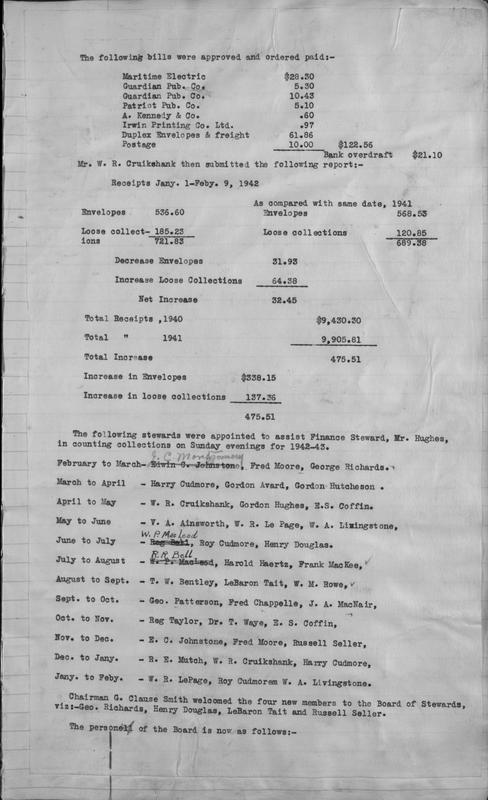 The following bills were approved and ordered paid:-
Maritime Electric $28.30
Guardian Pub. Co. 5.30
Guardian Pub. Co. 10.43
Patriot Pub. Co. 5.10
A. Kennedy & Co. .60
Irwin Printing Co. Ltd. .97
Duplex Envelopes & freight 61.86
Postage 10.00 $122.56
Bank overdraft $21.10
Mr. W. R. Cruikshank then submitted the following report:-
Receipts Jany. 1-Feby. 9, 1942
As compared with same date, 1941
Envelopes 536.60 Envelopes 568.53
Loose collect- 185.23 Loose collections 120.85
ions 721.83 689.38
Decrease Envelopes 31.93
Increase Loose Collections 64.38
Net Increase 32.45
Total Receipts ,1940 $9,430.30
Total " 1941 9,905.81
Total Increase 475.51
Increase in Envelopes $338.15
Increase in loose collections 137.36
475.51
The following stewards were appointed to assist Finance Steward, Mr. Hughes,
in counting collections on Sunday evenings for 1942-43.
J. C. Montgomery
February to March- Edwin C. Johnstone, Fred Moore, George Richards.
March to April - Harry Cudmore, Gordon Avard, Gordon Hutcheson .
April to May - W. R. Cruikshank, Gordon Hughes, E.S. Coffin.
May to June - V. A. Ainsworth, W. R. Le Page, W. A. Livingstone,
W. P. MacLeod
June to July - Reg Bell, Roy Cudmore, Henry Douglas.
R. R. Bell
July to August - W. P. MacLeod, Harold Haertz, Frank MacKee,
August to Sept. - T. W. Bentley, LeBaron Tait, W. M. Rowe,
Sept. to Oct. - Geo. Patterson, Fred Chappelle, J. A. MacNair,
Oct. to Nov. - Reg Taylor, Dr. T. Waye, E. S. Coffin,
Nov. to Dec. - E. C. Johnstone, Fred Moore, Russell Seller,
Dec. to Jany. - R. E. Mutch, W. R. Cruikshank, Harry Cudmore,
Jany. to Feby. - W. R. LePage, Roy Cudmorem W. A. Livingstone.
Chairman G. Clause Smith welcomed the four new members to the Board of Stewards,
viz:-Geo. Richards, Henry Douglas, LeBaron Tait and Russell Seller.
The personel of the Board is now as follows:-